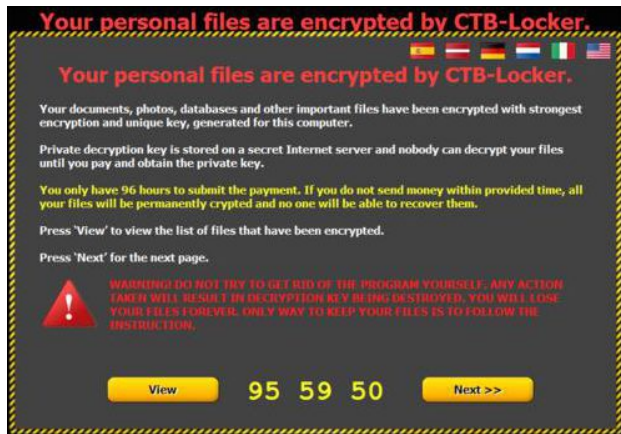 Your personal files are encrypted by CTB-Locker.
Your personal files are encrypted by CTB-Locker.
Your documents, photos, databases and other important files have been encrypted with strongest
encryption and unique key, generated for this computer.
Private decryption key is stored on a secret Internet server and nobody can decrypt your files
until you pay and obtain the private key.
You only have 96 hours to submit the payment. If you do not send money within provided time, all
your files will be permanently crypted and no one will be able to recover them.
Press 'View' to view the list of files that have been encrypted.
Press 'Next' for the next page.
WARNING! DO NOT TRY TO GET RID OF THE PROGRAM YOURSELF. ANY ACTION
TAKEN WILL RESULT IN DECRYPTION KEY BEING DESTROYED. YOU WILL LOSE
YOUR FILES FOREVER. ONLY WAY TO KEEP YOUR FILES IS TO FOLLOW THE
INSTRUCTION.
View 95 59 50 Next >>